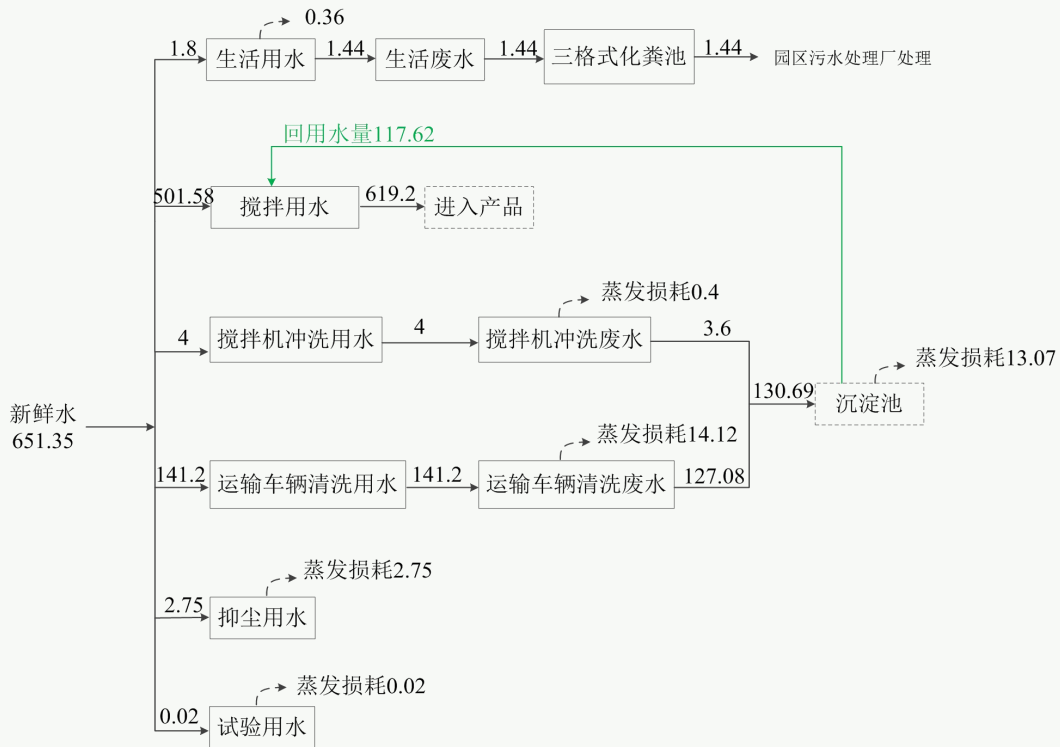 0.36
1.8
生活用水
1.44
生活废水
1.44
三格式化粪池
1.44
园区污水处理厂处理
回用水量117.62
501.58
搅拌用水
619.2
进入产品
蒸发损耗0.4
4
搅拌机冲洗用水
4
搅拌机冲洗废水
3.6
蒸发损耗13.07
130.69
沉淀池
新鲜水
651.35
蒸发损耗14.12
141.2
运输车辆清洗用水
141.2
运输车辆清洗废水
127.08
蒸发损耗2.75
2.75
抑尘用水
蒸发损耗0.02
0.02
试验用水